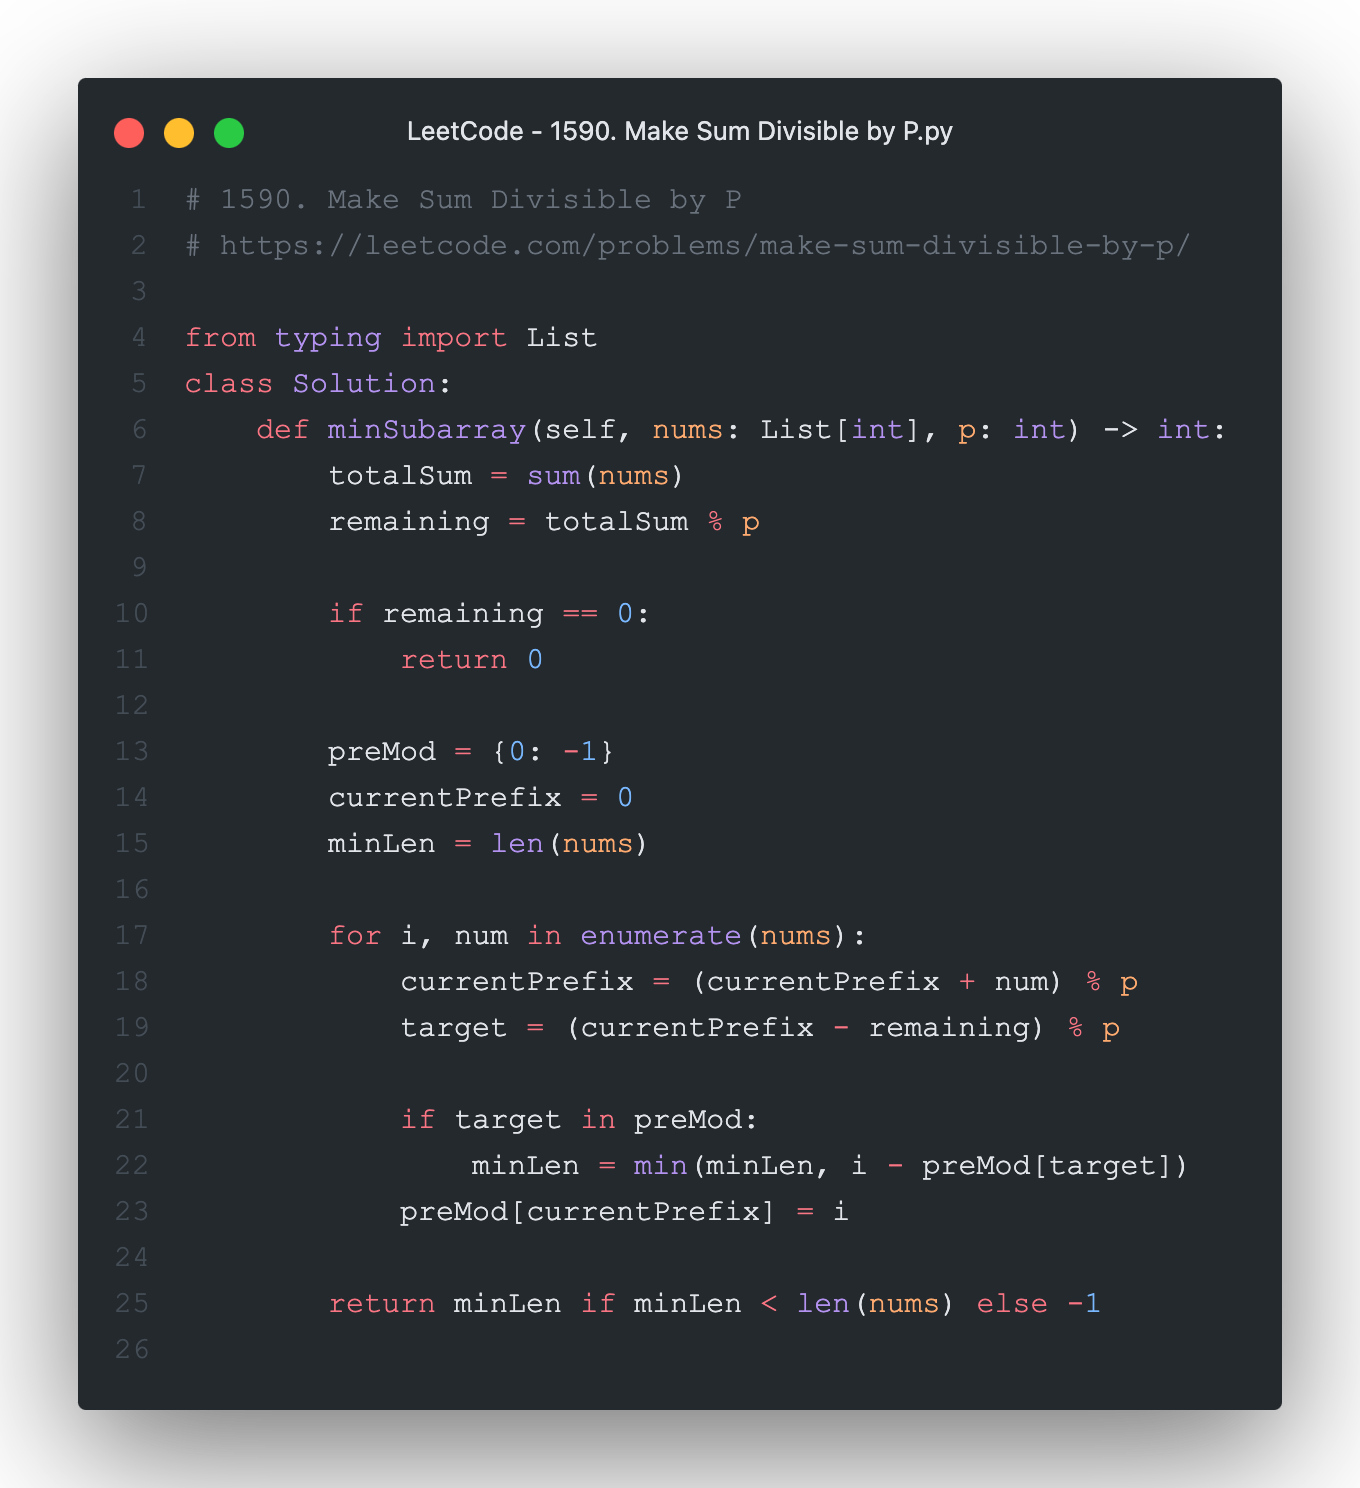 LeetCode - 1590. Make Sum Divisible by P.py
1 # 1590. Make Sum Divisible by P
2 # https://leetcode.com/problems/make-sum-divisible-by-p/
3
4 from typing import List
5 class Solution:
6     def minSubarray(self, nums: List[int], p: int) -> int:
7         totalSum = sum(nums)
8         remaining = totalSum % p
9
10         if remaining == 0:
11             return 0
12
13         preMod = {0: -1}
14         currentPrefix = 0
15         minLen = len(nums)
16
17         for i, num in enumerate(nums):
18             currentPrefix = (currentPrefix + num) % p
19             target = (currentPrefix - remaining) % p
20
21             if target in preMod:
22                 minLen = min(minLen, i - preMod[target])
23             preMod[currentPrefix] = i
24
25         return minLen if minLen < len(nums) else -1
26